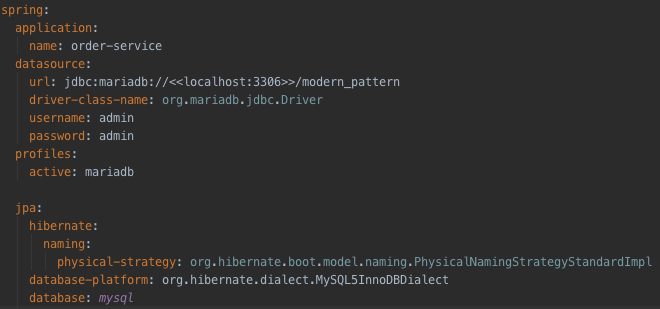 spring:
  application:
    name: order-service
  datasource:
    url: jdbc:mariadb://<<localhost:3306>>/modern_pattern
    driver-class-name: org.mariadb.jdbc.Driver
    username: admin
    password: admin
  profiles:
    active: mariadb

  jpa:
    hibernate:
      naming:
        physical-strategy: org.hibernate.boot.model.naming.PhysicalNamingStrategyStandardImpl
    database-platform: org.hibernate.dialect.MySQL5InnoDBDialect
    database: mysql